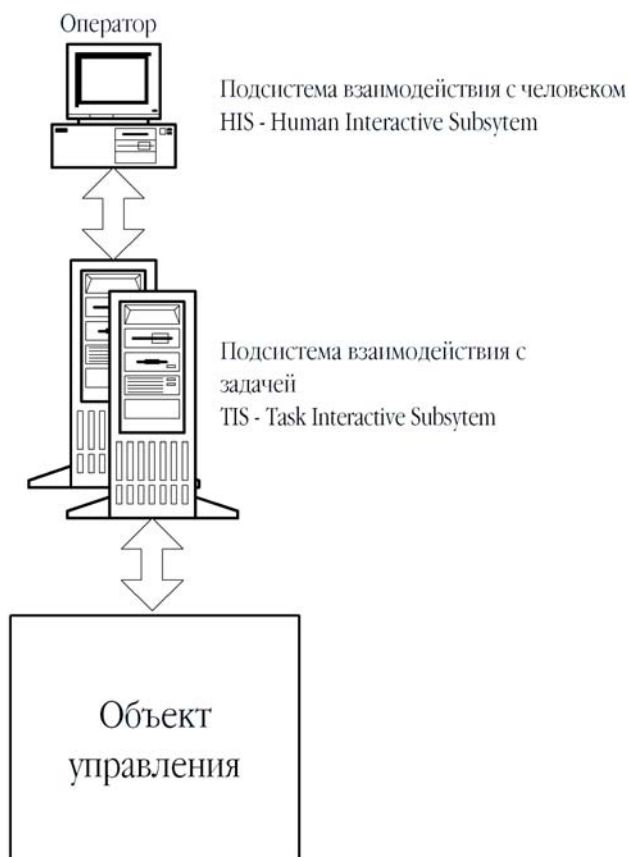 Оператор
Подсистема взаимодействия с человеком
HIS - Human Interactive Subsytem
Подсистема взаимодействия с
задачей
TIS - Task Interactive Subsytem
Объект
управления